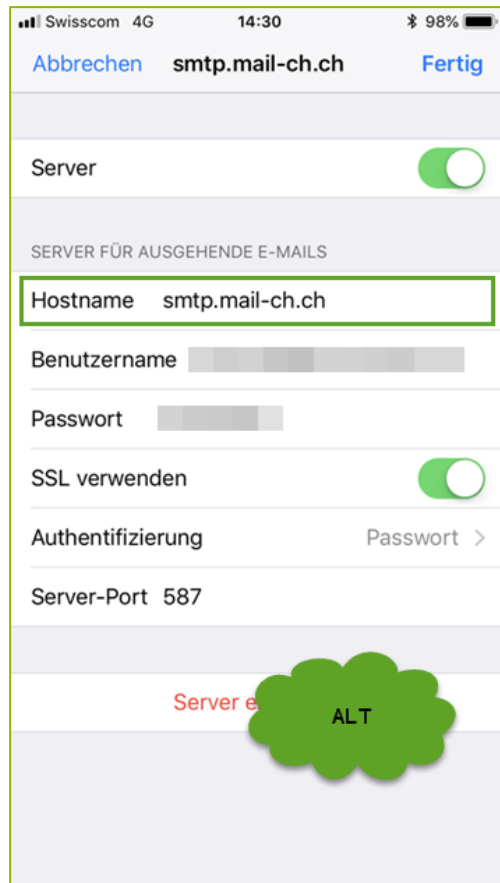 Swisscom 4G 14:30 98%
Abbrechen smtp.mail-ch.ch Fertig
Server
SERVER FÜR AUSGEHENDE E-MAILS
Hostname smtp.mail-ch.ch
Benutzername
Passwort
SSL verwenden
Authentifizierung Passwort >
Server-Port 587
Server e
ALT